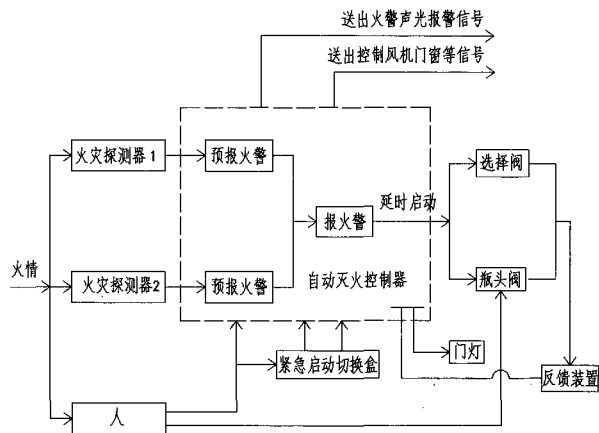 送出火警声光报警信号
送出控制风机门窗等信号
火灾探测器1
预报火警
选择阀
延时启动
报火警
火情
火灾探测器2
预报火警
自动灭火控制器
瓶头阀
门灯
紧急启动切换盒
反馈装置
人